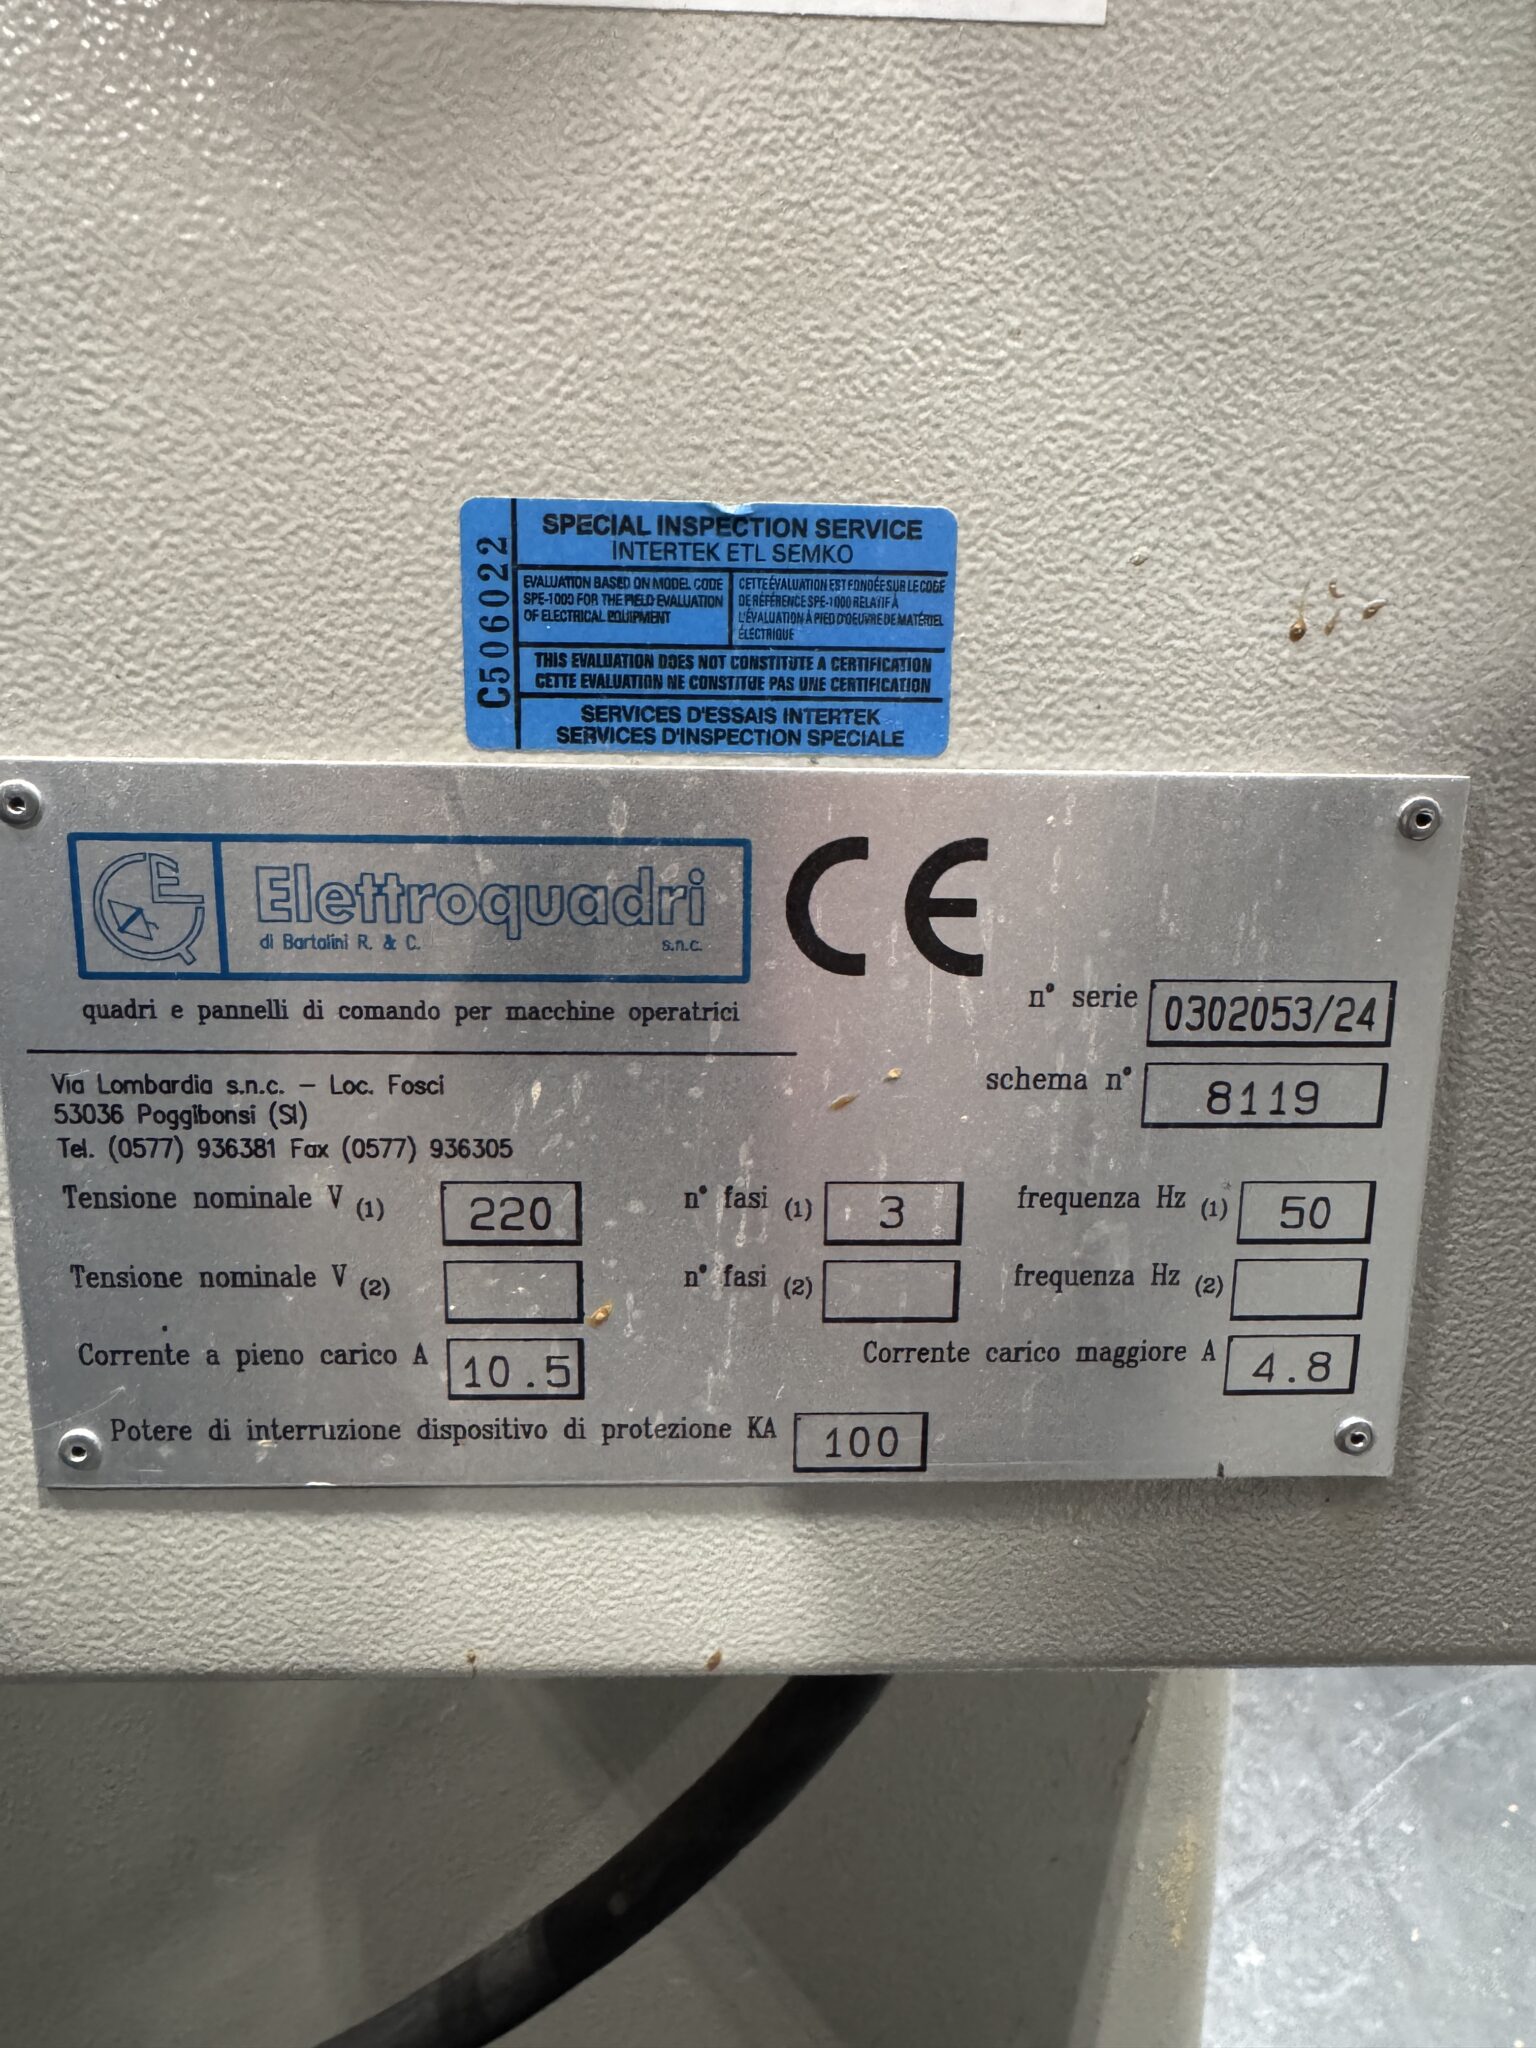 C506022
SPECIAL INSPECTION SERVICE
INTERTEK ETL SEMKO
EVALUATION BASED ON MODEL CODE
SPE-1000 FOR THE FIELD EVALUATION
OF ELECTRICAL EQUIPMENT
CETTE ÉVALUATION EST FONDÉE SUR LE CODE
DE RÉFÉRENCE SPE-1000 RELATIF À
L'ÉVALUATION À PIED D'OEUVRE DE MATÉRIEL
ÉLECTRIQUE
THIS EVALUATION DOES NOT CONSTITUTE A CERTIFICATION
CETTE EVALUATION NE CONSTITUE PAS UNE CERTIFICATION
SERVICES D'ESSAIS INTERTEK
SERVICES D'INSPECTION SPECIALE
Elettroquadri
di Bartalini R. & C. s.n.c.
CE
quadri e pannelli di comando per macchine operatrici
n° serie 0302053/24
Via Lombardia s.n.c. – Loc. Fosci
schema n° 8119
53036 Poggibonsi (SI)
Tel. (0577) 936381 Fax (0577) 936305
Tensione nominale V (1) 220 n° fasi (1) 3 frequenza Hz (1) 50
Tensione nominale V (2) n° fasi (2) frequenza Hz (2)
Corrente a pieno carico A 10.5 Corrente carico maggiore A 4.8
Potere di interruzione dispositivo di protezione KA 100